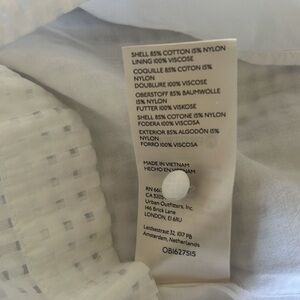 SHELL 85% COTTON 15% NYLON
LINING 100% VISCOSE
COQUILLE 85% COTON 15%
NYLON
DOUBLURE 100% VISCOSE
OBERSTOFF 85% BAUMWOLLE
15% NYLON
FUTTER 100% VISKOSE
SHELL 85% COTONE 15% NYLON
FODERA 100% VISCOSA
EXTERIOR 85% ALGODÓN 15%
NYLON
FORRO 100% VISCOSA
MADE IN VIETNAM
HECHO EN VIETNAM
RN
CA
Urban Outfitters, Inc.
146 Brick Lane
LONDON, E1 6RU
Leidsestraat 32, 1017 PB
Amsterdam, Netherlands
OB1627515